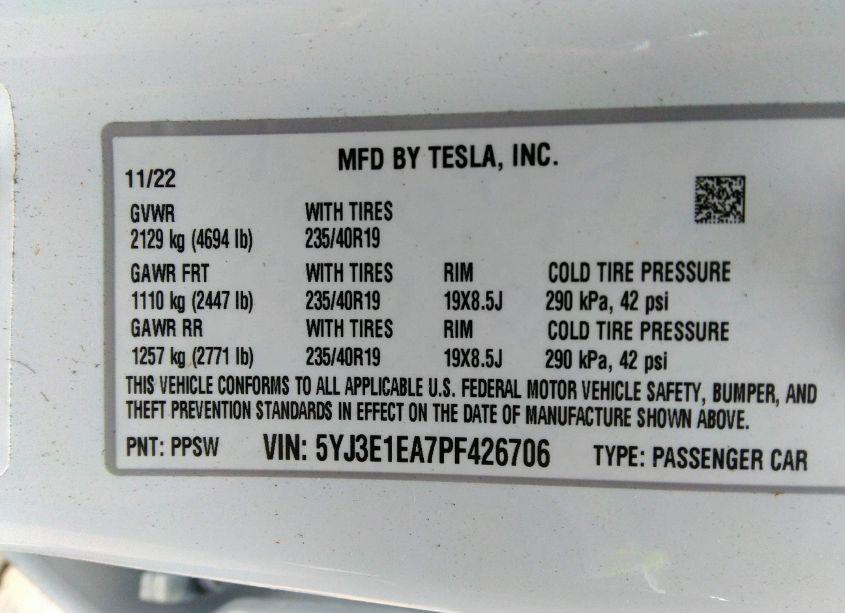 MFD BY TESLA, INC.
11/22
GVWR WITH TIRES
2129 kg (4694 lb) 235/40R19
GAWR FRT WITH TIRES RIM COLD TIRE PRESSURE
1110 kg (2447 lb) 235/40R19 19X8.5J 290 kPa, 42 psi
GAWR RR WITH TIRES RIM COLD TIRE PRESSURE
1257 kg (2771 lb) 235/40R19 19X8.5J 290 kPa, 42 psi
THIS VEHICLE CONFORMS TO ALL APPLICABLE U.S. FEDERAL MOTOR VEHICLE SAFETY, BUMPER, AND
THEFT PREVENTION STANDARDS IN EFFECT ON THE DATE OF MANUFACTURE SHOWN ABOVE.
PNT: PPSW VIN: 5YJ3E1EA7PF426706 TYPE: PASSENGER CAR